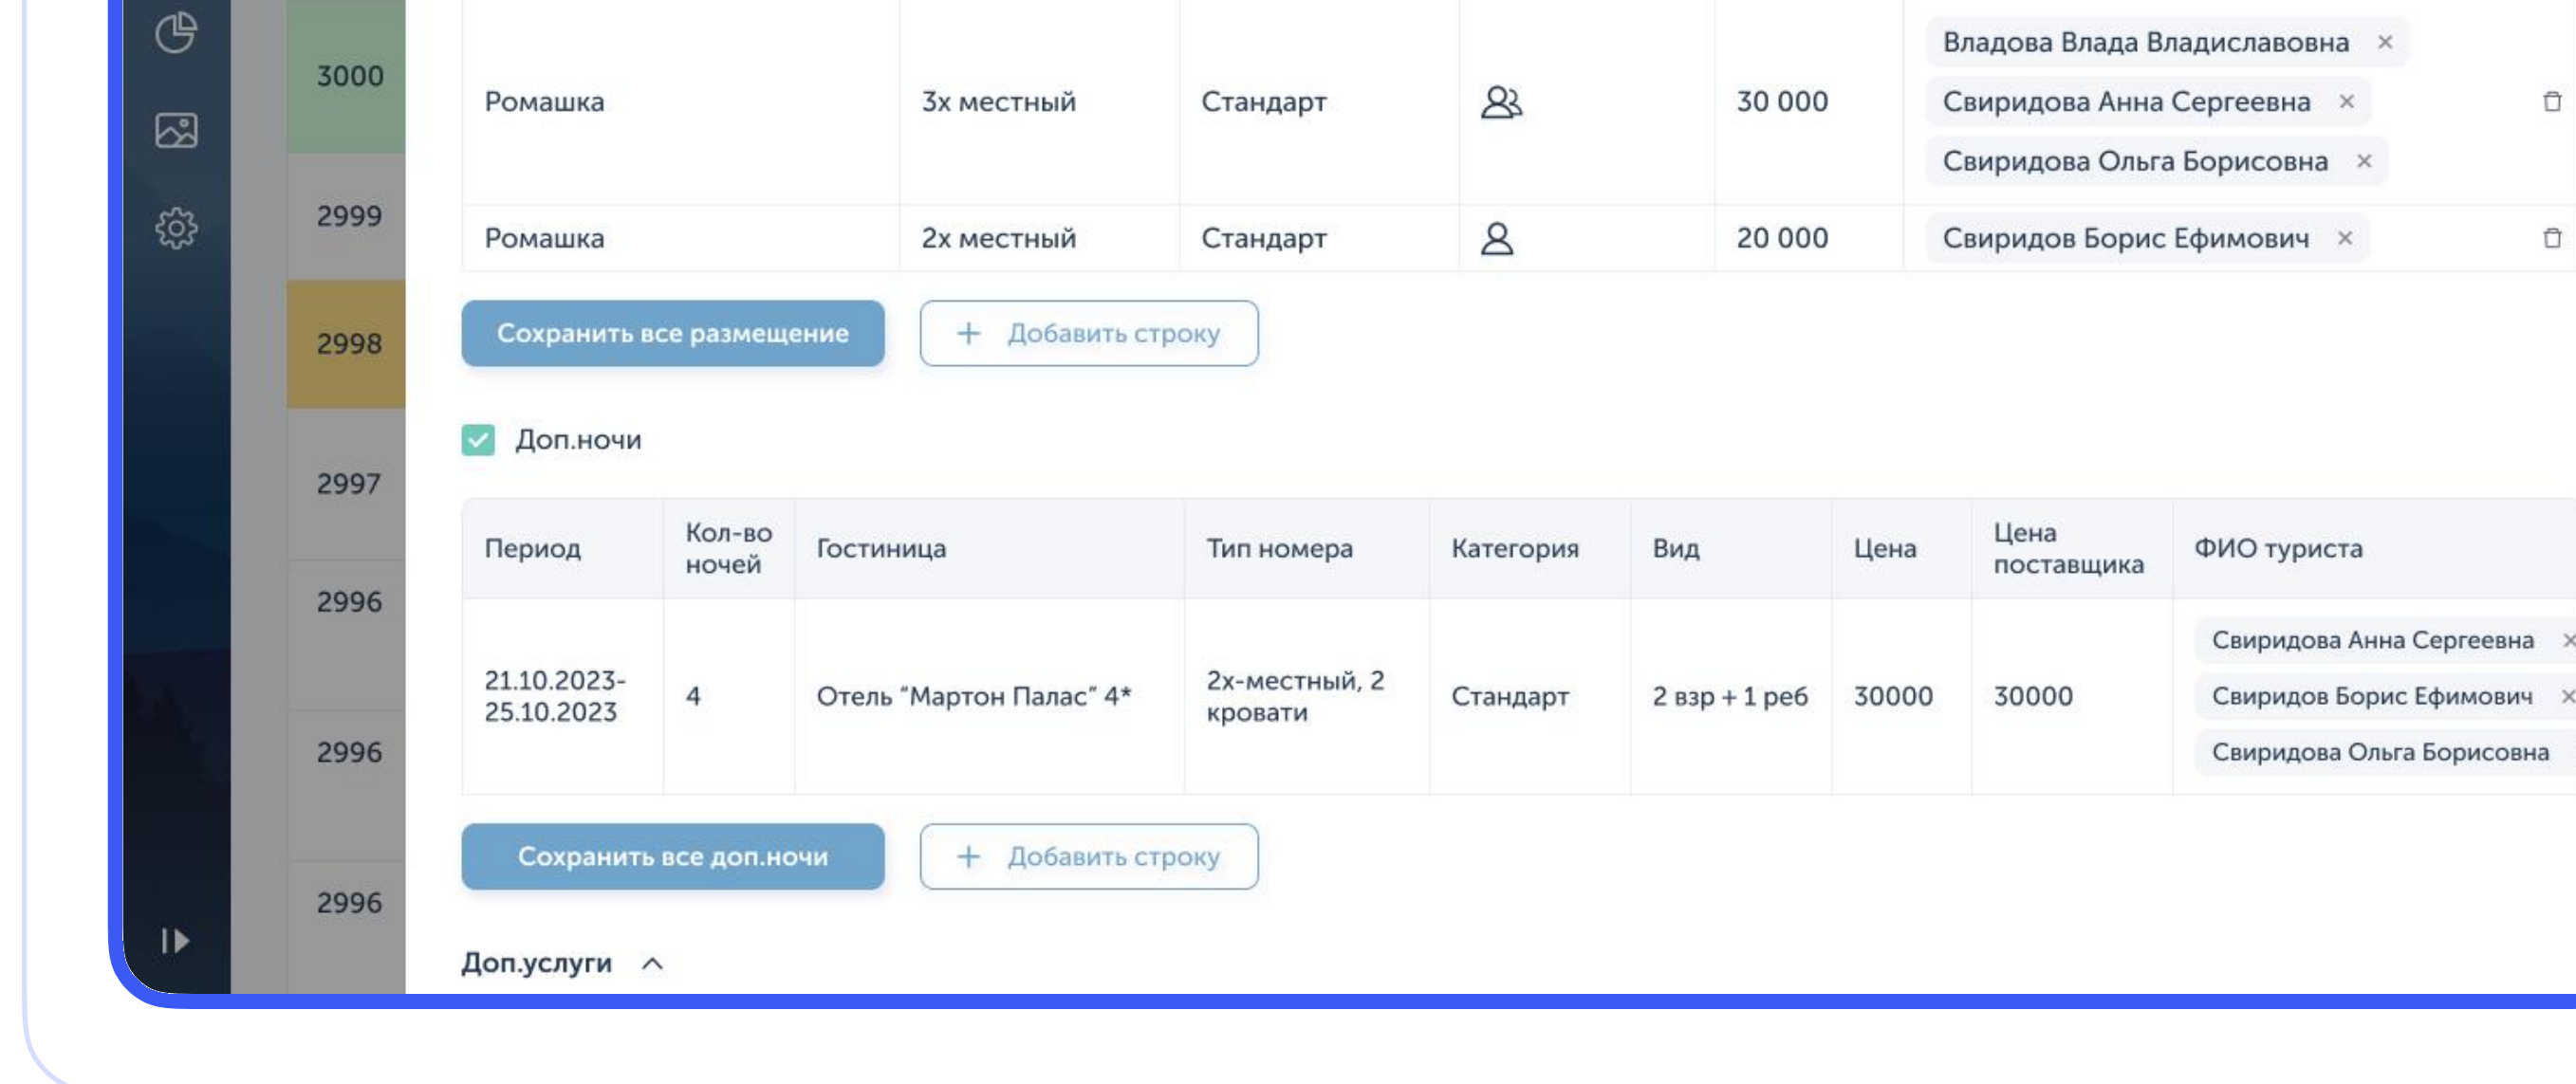 3000
2999
2998
2997
2996
2996
2996
Ромашка
3х местный
Стандарт
30 000
Владова Влада Владиславовна ×
Свиридова Анна Сергеевна ×
Свиридова Ольга Борисовна ×
Ромашка
2х местный
Стандарт
20 000
Свиридов Борис Ефимович ×
Сохранить все размещение
+ Добавить строку
Доп.ночи
Период
Кол-во
ночей
Гостиница
Тип номера
Категория
Вид
Цена
Цена
поставщика
ФИО туриста
21.10.2023-
25.10.2023
4
Отель “Мартон Палас” 4*
2х-местный, 2
кровати
Стандарт
2 взр + 1 реб
30000
30000
Свиридова Анна Сергеевна ×
Свиридов Борис Ефимович ×
Свиридова Ольга Борисовна
Сохранить все доп.ночи
+ Добавить строку
Доп.услуги